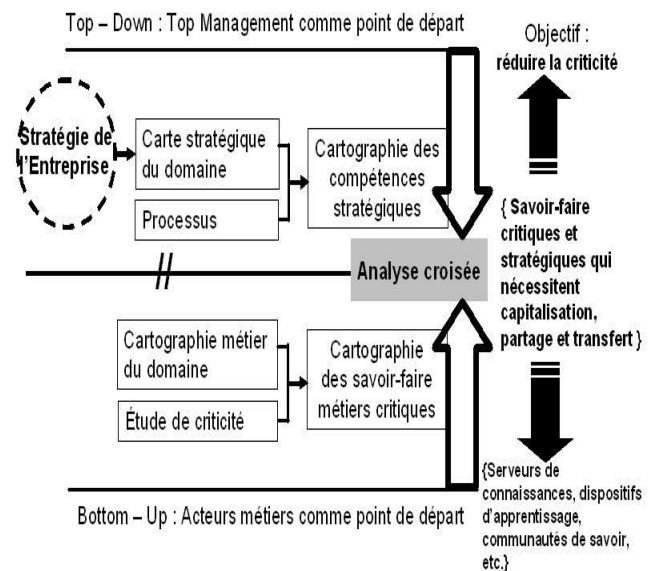 Top – Down : Top Management comme point de départ
Objectif :
réduire la criticité
Stratégie de
l'Entreprise
Carte stratégique
du domaine
Processus
Cartographie des
compétences
stratégiques
{ Savoir-faire
critiques et
stratégiques qui
nécessitent
capitalisation,
partage et transfert }
Analyse croisée
Cartographie métier
du domaine
Étude de criticité
Cartographie
des savoir-faire
métiers critiques
{Serveurs de
connaissances, dispositifs
d'apprentissage,
communautés de savoir,
etc.}
Bottom – Up : Acteurs métiers comme point de départ